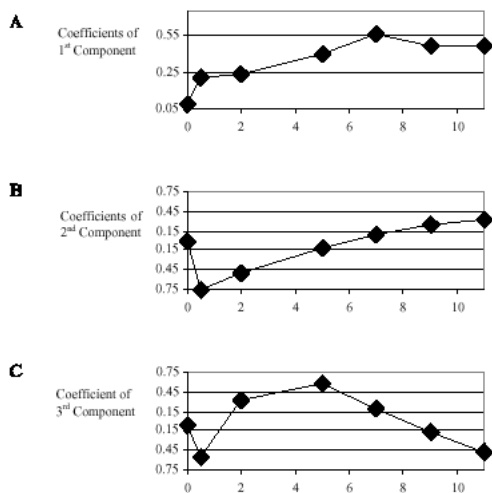 A
Coefficients of
1st Component
0.55
0.25
0.05
0 2 4 6 8 10
B
Coefficients of
2nd Component
0.75
0.45
0.15
0.15
0.45
0.75
0 2 4 6 8 10
C
Coefficient of
3rd Component
0.75
0.45
0.15
0.15
0.45
0.75
0 2 4 6 8 10